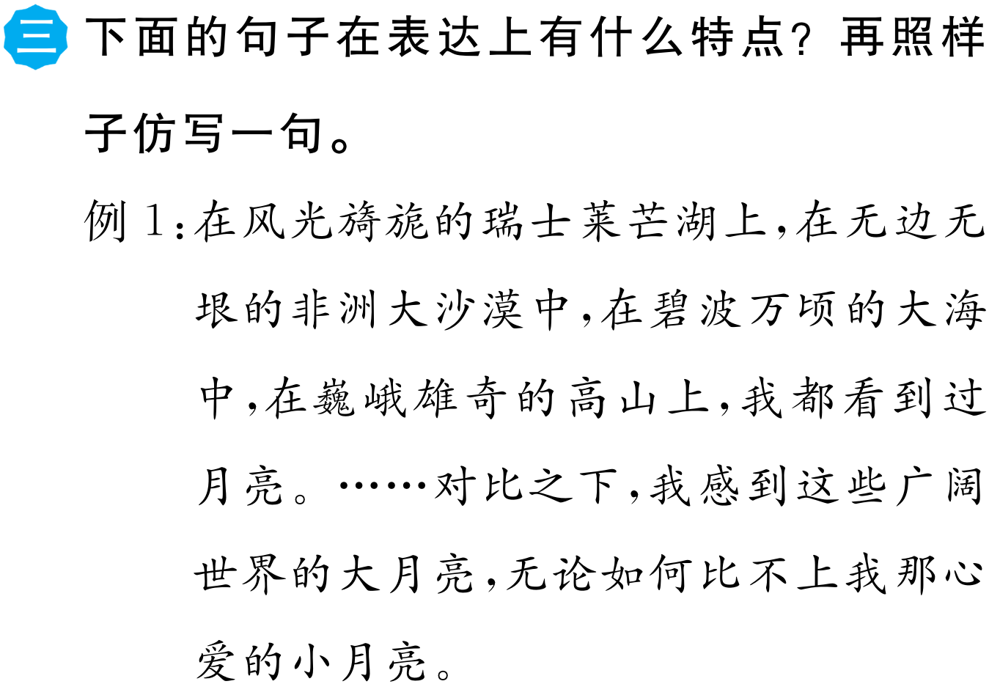 三 下面的句子在表达上有什么特点？再照样
子仿写一句。
例 1：在风光旖旎的瑞士莱芒湖上，在无边无
垠的非洲大沙漠中，在碧波万顷的大海
中，在巍峨雄奇的高山上，我都看到过
月亮。……对比之下，我感到这些广阔
世界的大月亮，无论如何比不上我那心
爱的小月亮。